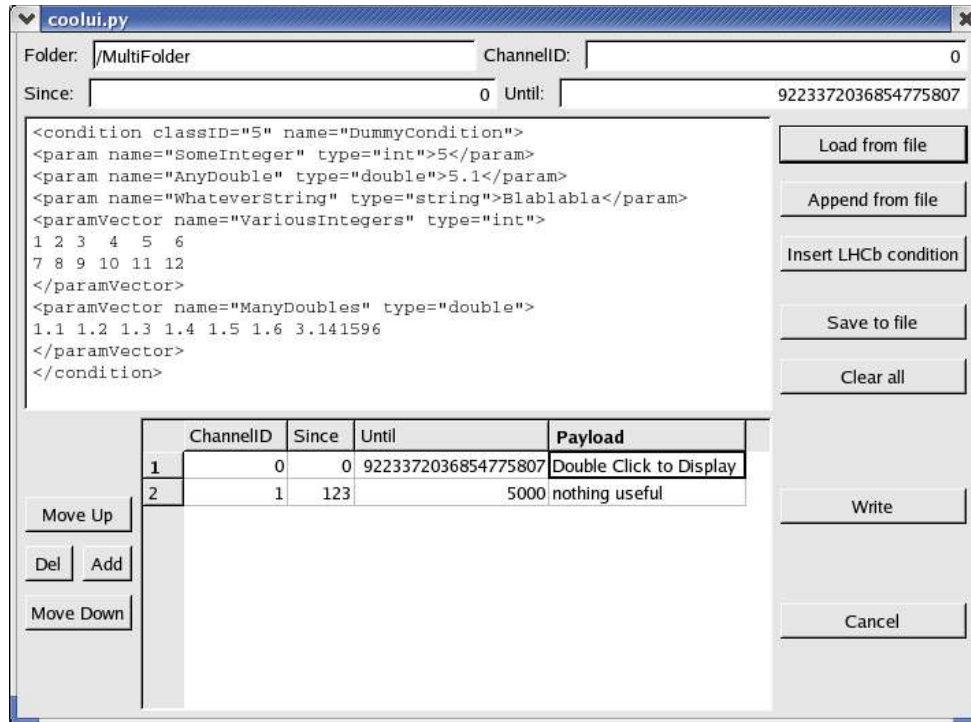 coolui.py
Folder: /MultiFolder ChannelID: 0
Since: 0 Until: 9223372036854775807
<condition classID="5" name="DummyCondition">
<param name="SomeInteger" type="int">5</param>
<param name="AnyDouble" type="double">5.1</param>
<param name="WhateverString" type="string">Blablabla</param>
<paramVector name="VariousIntegers" type="int">
1 2 3  4  5  6
7 8 9 10 11 12
</paramVector>
<paramVector name="ManyDoubles" type="double">
1.1 1.2 1.3 1.4 1.5 1.6 3.141596
</paramVector>
</condition>
Load from file
Append from file
Insert LHCb condition
Save to file
Clear all
ChannelID Since Until Payload
1 0 0 9223372036854775807 Double Click to Display
2 1 123 5000 nothing useful
Move Up
Del Add
Move Down
Write
Cancel